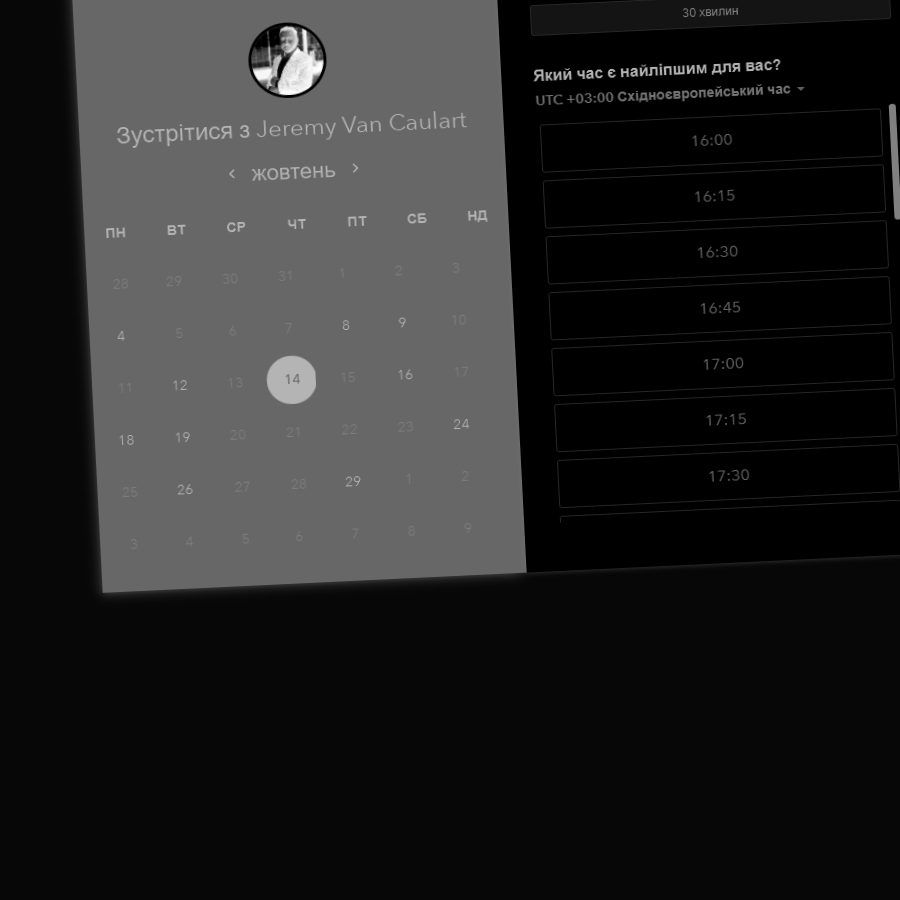 Зустрітися з Jeremy Van Caulart
жовтень
ПН ВТ СР ЧТ ПТ СБ НД
28 29 30 31 1 2 3
4 5 6 7 8 9 10
11 12 13 14 15 16 17
18 19 20 21 22 23 24
25 26 27 28 29 1 2
3 4 5 6 7 8 9
30 хвилин
Який час є найліпшим для вас?
UTC +03:00 Східноєвропейський час
16:00
16:15
16:30
16:45
17:00
17:15
17:30